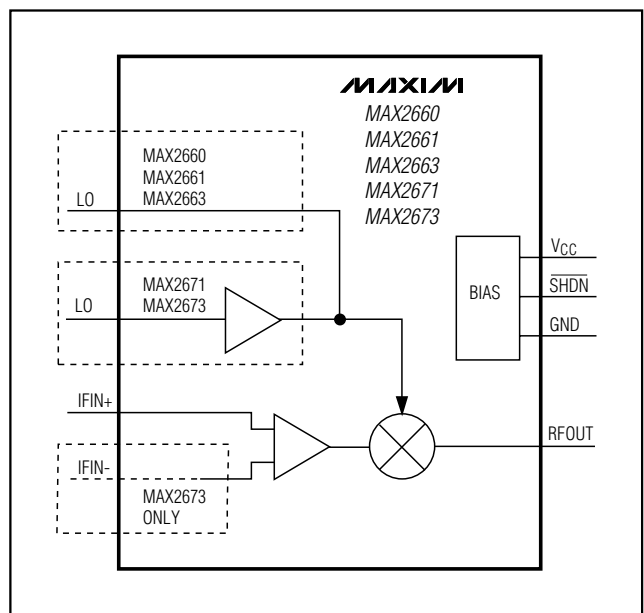 MAXIM
MAX2660
MAX2661
MAX2663
MAX2671
MAX2673
MAX2660
MAX2661
MAX2663
LO
MAX2671
MAX2673
LO
BIAS
VCC
SHDN
GND
IFIN+
IFIN-
MAX2673
ONLY
RFOUT